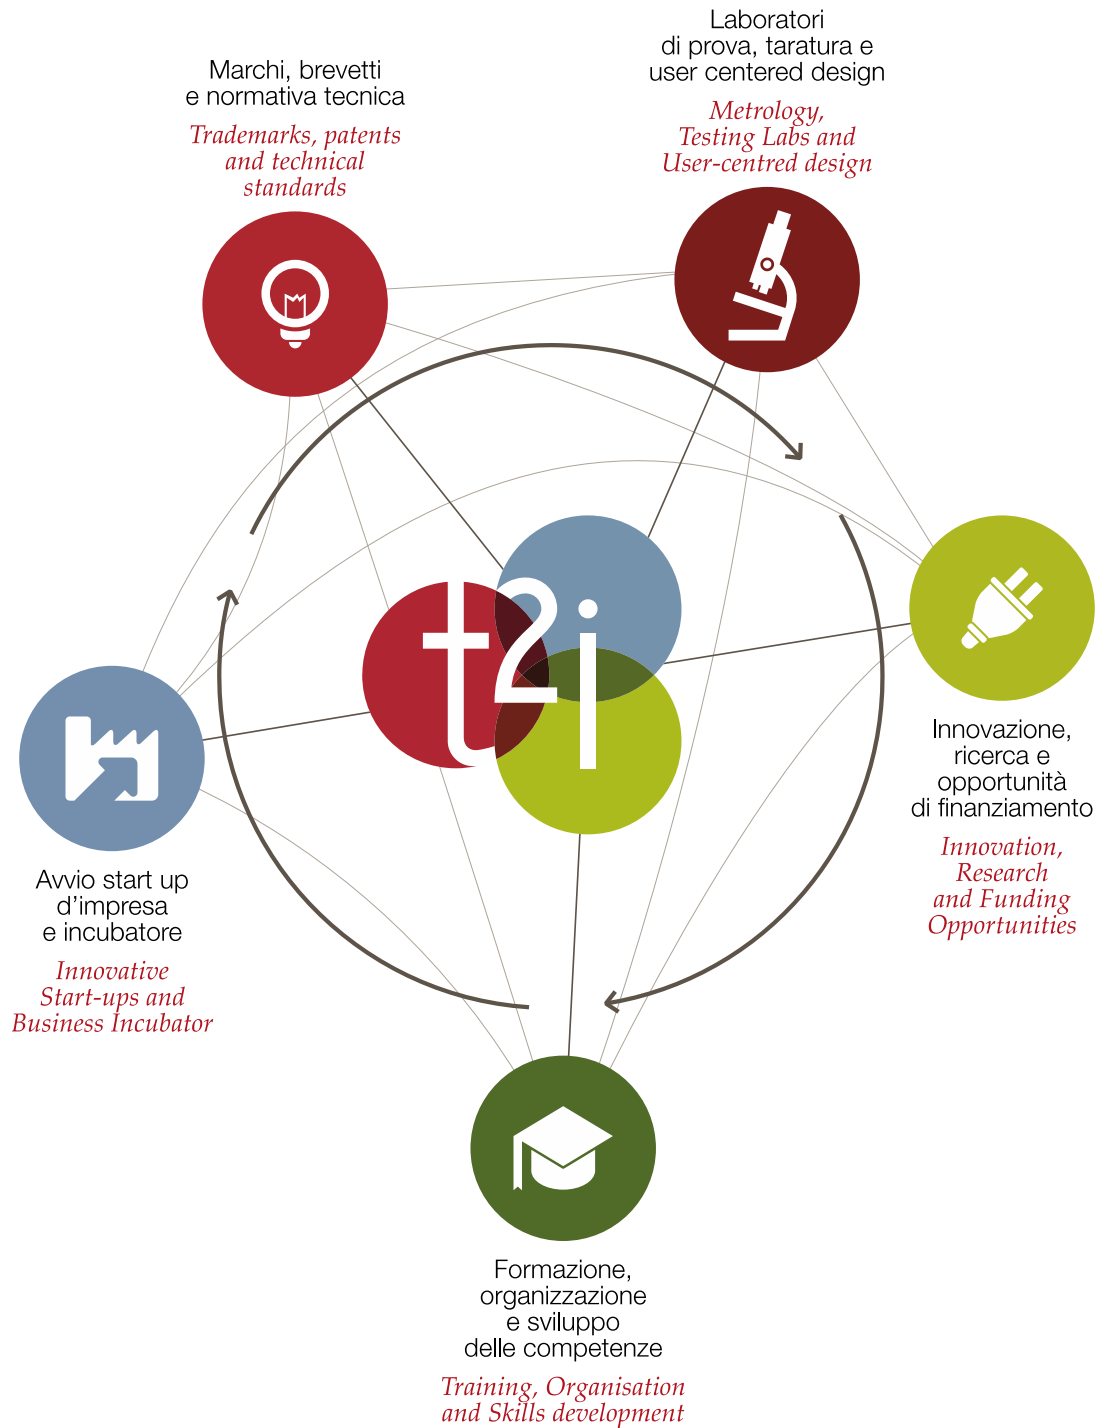 Laboratori
di prova, taratura e
user centered design
Metrology,
Testing Labs and
User-centred design
Marchi, brevetti
e normativa tecnica
Trademarks, patents
and technical
standards
t2i
Innovazione,
ricerca e
opportunità
di finanziamento
Innovation,
Research
and Funding
Opportunities
Avvio start up
d'impresa
e incubatore
Innovative
Start-ups and
Business Incubator
Formazione,
organizzazione
e sviluppo
delle competenze
Training, Organisation
and Skills development